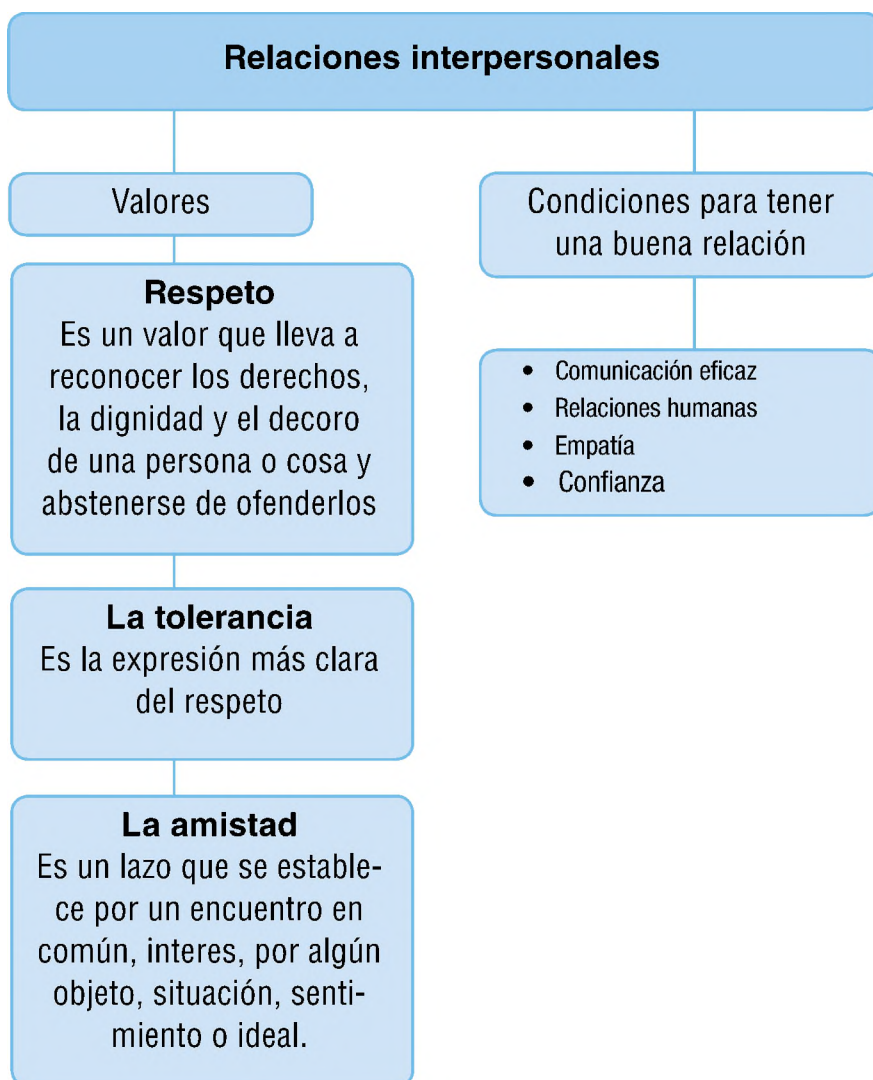 Relaciones interpersonales
Valores
Respeto
Es un valor que lleva a
reconocer los derechos,
la dignidad y el decoro
de una persona o cosa y
abstenerse de ofenderlos
La tolerancia
Es la expresión más clara
del respeto
La amistad
Es un lazo que se estable-
ce por un encuentro en
común, interes, por algún
objeto, situación, senti-
miento o ideal.
Condiciones para tener
una buena relación
• Comunicación eficaz
• Relaciones humanas
• Empatía
• Confianza